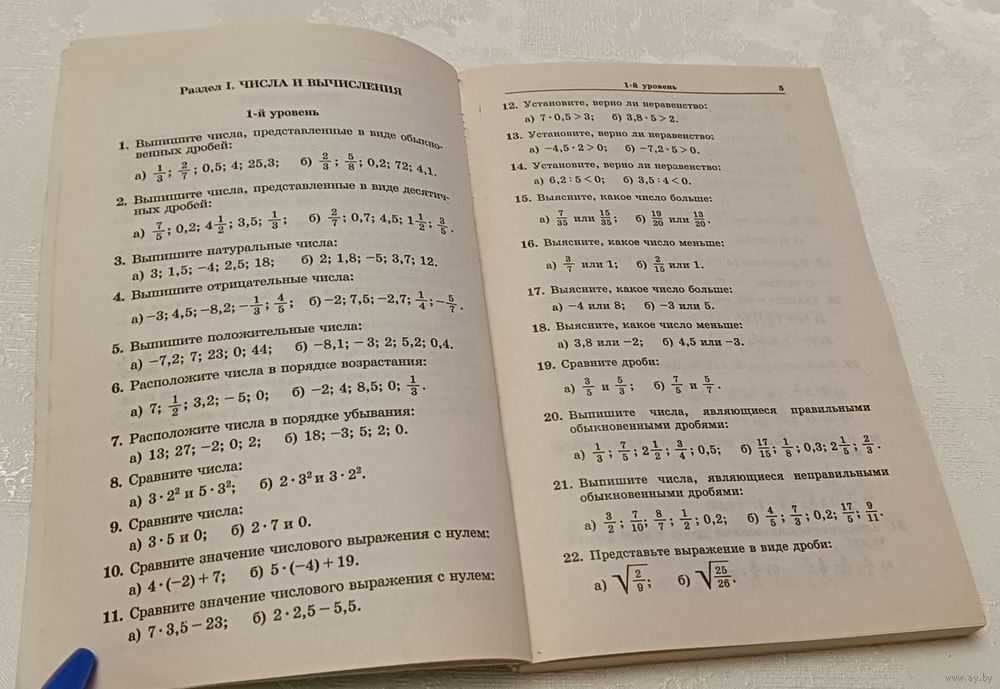 Раздел I. ЧИСЛА И ВЫЧИСЛЕНИЯ
1-й уровень
1. Выпишите числа, представленные в виде обыкно-
венных дробей:
а) 1/3; 2/7; 0,5; 4; 25,3; б) 2/3; 5/8; 0,2; 72; 4,1.
2. Выпишите числа, представленные в виде десятич-
ных дробей:
а) 7/5; 0,2; 4 1/2; 3,5; 1/3; б) 2/7; 0,7; 4,5; 1 1/2; 3/5.
3. Выпишите натуральные числа:
а) 3; 1,5; −4; 2,5; 18; б) 2; 1,8; −5; 3,7; 12.
4. Выпишите отрицательные числа:
а) −3; 4,5; −8,2; −1/3; 4/5; б) −2; 7,5; −2,7; 1/4; −5/7.
5. Выпишите положительные числа:
а) −7,2; 7; 23; 0; 44; б) −8,1; −3; 2; 5,2; 0,4.
6. Расположите числа в порядке возрастания:
а) 7; 1/2; 3,2; −5; 0; б) −2; 4; 8,5; 0; 1/3.
7. Расположите числа в порядке убывания:
а) 13; 27; −2; 0; 2; б) 18; −3; 5; 2; 0.
8. Сравните числа:
а) 3·2² и 5·3²; б) 2·3² и 3·2².
9. Сравните числа:
а) 3·5 и 0; б) 2·7 и 0.
10. Сравните значение числового выражения с нулем:
а) 4·(−2)+7; б) 5·(−4)+19.
11. Сравните значение числового выражения с нулем:
а) 7·3,5−23; б) 2·2,5−5,5.
1-й уровень 5
12. Установите, верно ли неравенство:
а) 7·0,5>3; б) 3,8·5>2.
13. Установите, верно ли неравенство:
а) −4,5·2>0; б) −7,2·5>0.
14. Установите, верно ли неравенство:
а) 6,2:5<0; б) 3,5:4<0.
15. Выясните, какое число больше:
а) 7/35 или 15/35; б) 19/20 или 13/20.
16. Выясните, какое число меньше:
а) 3/7 или 1; б) 2/15 или 1.
17. Выясните, какое число больше:
а) −4 или 8; б) −3 или 5.
18. Выясните, какое число меньше:
а) 3,8 или −2; б) 4,5 или −3.
19. Сравните дроби:
а) 3/5 и 5/3; б) 7/5 и 5/7.
20. Выпишите числа, являющиеся правильными
обыкновенными дробями:
а) 1/3; 7/5; 2 1/2; 3/4; 0,5; б) 17/15; 1/8; 0,3; 2 1/5; 2/3.
21. Выпишите числа, являющиеся неправильными
обыкновенными дробями:
а) 3/2; 7/10; 8/7; 1/2; 0,2; б) 4/5; 7/3; 0,2; 17/5; 9/11.
22. Представьте выражение в виде дроби:
а) √(2/9); б) √(25/26).
www.ay.by